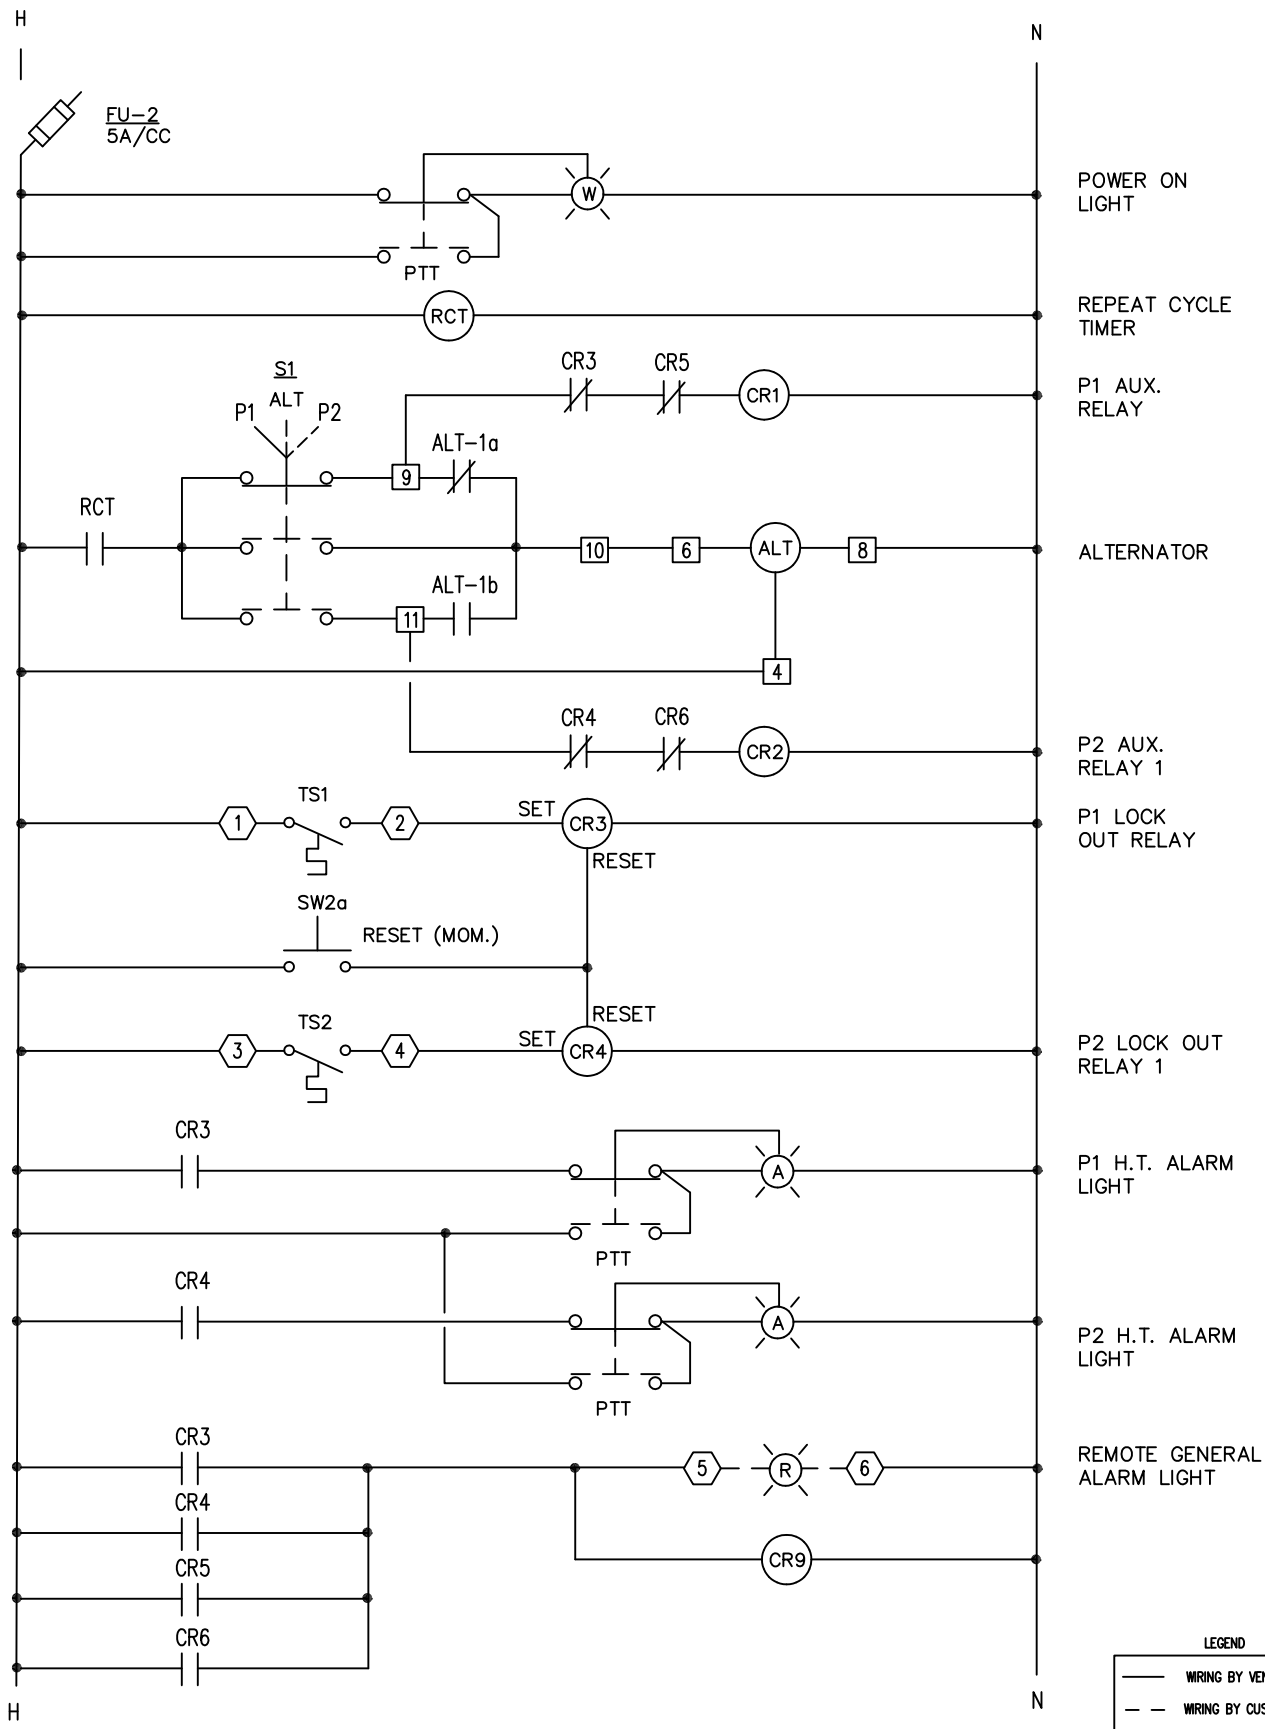 H
N
FU-2
5A/CC
W
POWER ON
LIGHT
PTT
RCT
REPEAT CYCLE
TIMER
CR3
CR5
S1
ALT
P1
P2
CR1
P1 AUX.
RELAY
ALT-1a
9
RCT
10
6
ALT
8
ALTERNATOR
ALT-1b
11
4
CR4
CR6
CR2
P2 AUX.
RELAY 1
TS1
1
2
SET
CR3
P1 LOCK
OUT RELAY
RESET
SW2a
RESET (MOM.)
RESET
TS2
3
4
SET
CR4
P2 LOCK OUT
RELAY 1
CR3
A
P1 H.T. ALARM
LIGHT
PTT
CR4
A
P2 H.T. ALARM
LIGHT
PTT
CR3
5
R
6
REMOTE GENERAL
ALARM LIGHT
CR4
CR9
CR5
CR6
H
N
LEGEND
WIRING BY
WIRING BY